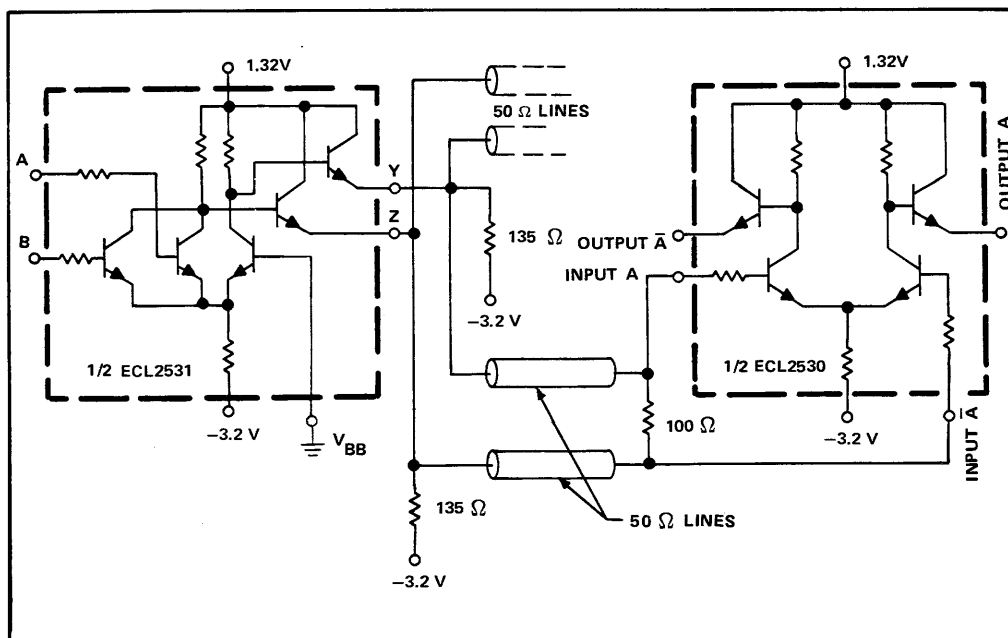 1.32V
1.32V
50 Ω LINES
A
Y
OUTPUT A
Z
B
135 Ω
OUTPUT A̅
INPUT A
−3.2 V
1/2 ECL2531
1/2 ECL2530
−3.2 V
100 Ω
−3.2 V
V_BB
INPUT A̅
135 Ω
50 Ω LINES
−3.2 V